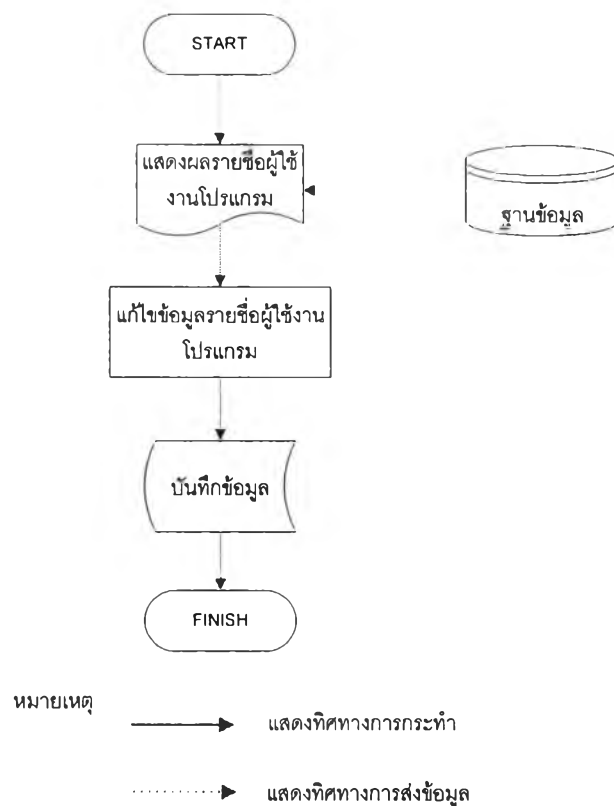 START
แสดงผลรายชื่อผู้ใช้
งานโปรแกรม
ฐานข้อมูล
แก้ไขข้อมูลรายชื่อผู้ใช้งาน
โปรแกรม
บันทึกข้อมูล
FINISH
หมายเหตุ
แสดงทิศทางการกระทำ
แสดงทิศทางการส่งข้อมูล